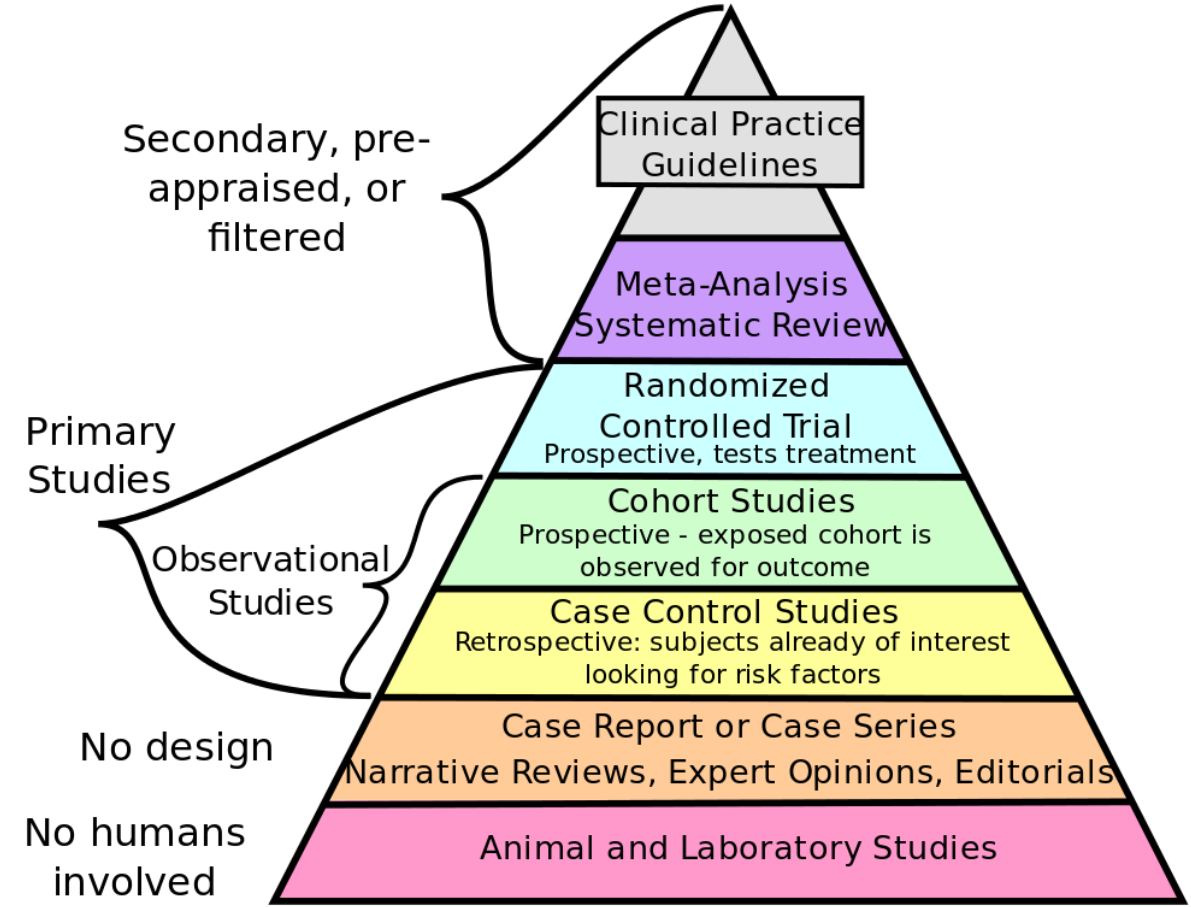 Clinical Practice
Guidelines
Secondary, pre-
appraised, or
filtered
Meta-Analysis
Systematic Review
Randomized
Controlled Trial
Prospective, tests treatment
Primary
Studies
Cohort Studies
Prospective - exposed cohort is
observed for outcome
Observational
Studies
Case Control Studies
Retrospective: subjects already of interest
looking for risk factors
No design
Case Report or Case Series
Narrative Reviews, Expert Opinions, Editorials
No humans
involved
Animal and Laboratory Studies